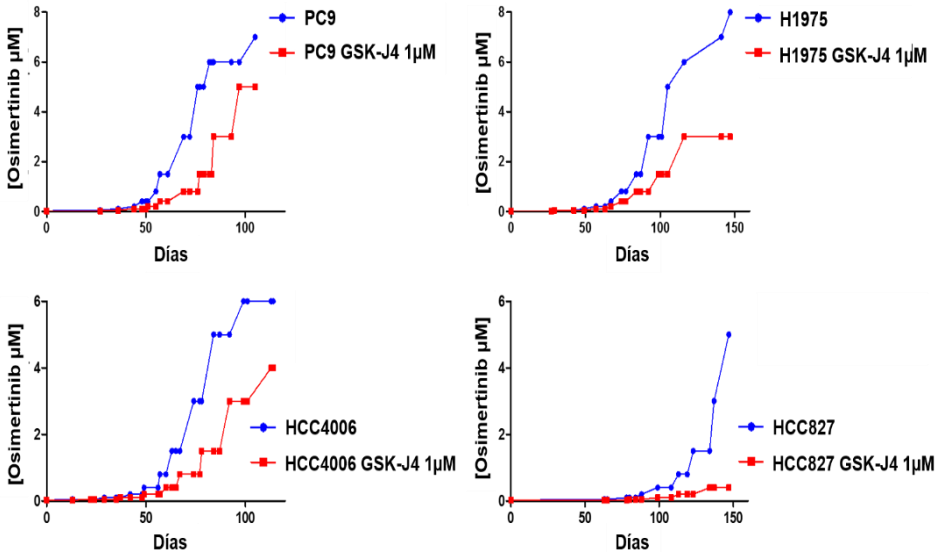 PC9
PC9 GSK-J4 1µM
[Osimertinib µM]
8
6
4
2
0
0
50
100
Días
H1975
H1975 GSK-J4 1µM
[Osimertinib µM]
8
6
4
2
0
0
50
100
150
Días
HCC4006
HCC4006 GSK-J4 1µM
[Osimertinib µM]
6
4
2
0
0
50
100
Días
HCC827
HCC827 GSK-J4 1µM
[Osimertinib µM]
6
4
2
0
0
50
100
150
Días